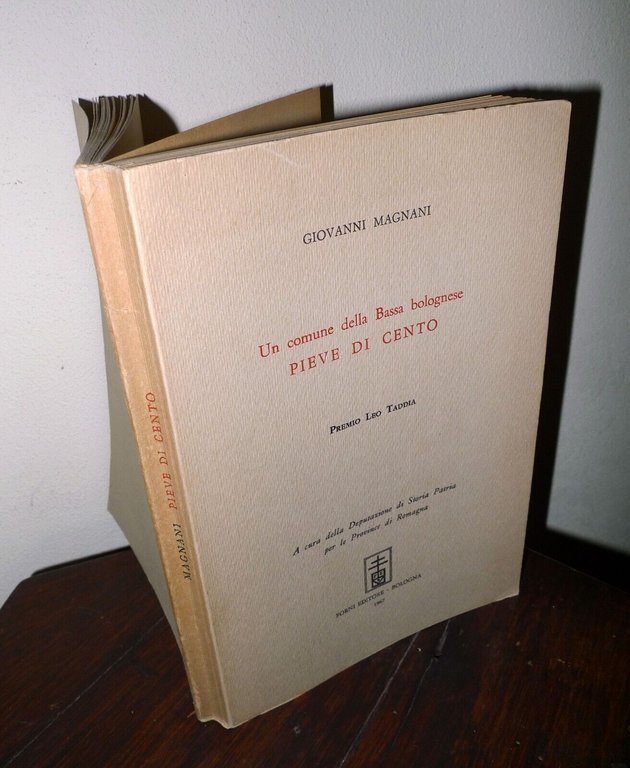 GIOVANNI MAGNANI
Un comune della Bassa bolognese
PIEVE DI CENTO
PREMIO LEO TADDIA
A cura della Deputazione di Storia Patria
per le Province di Romagna
FORNI EDITORE - BOLOGNA
1967
MAGNANI PIEVE DI CENTO